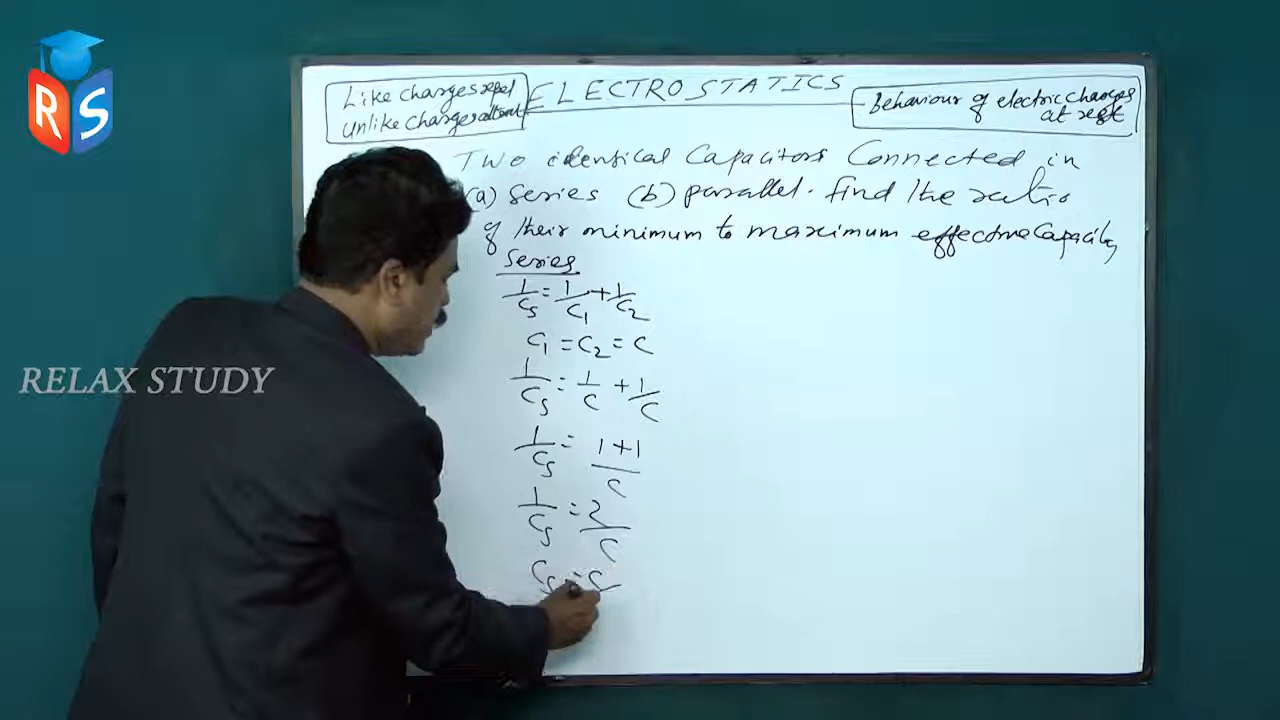 RS
RELAX STUDY
ELECTROSTATICS
Like charges repel
Unlike charges attract
Behaviour of electric charges
at rest
Two identical Capacitors Connected in
(a) Series (b) parallel. find the ratio
of their minimum to maximum effective Capacity
Series
1/Cs = 1/C1 + 1/C2
C1 = C2 = C
1/Cs = 1/C + 1/C
1/Cs = 1+1/C
1/Cs = 2/C
Cs = C/